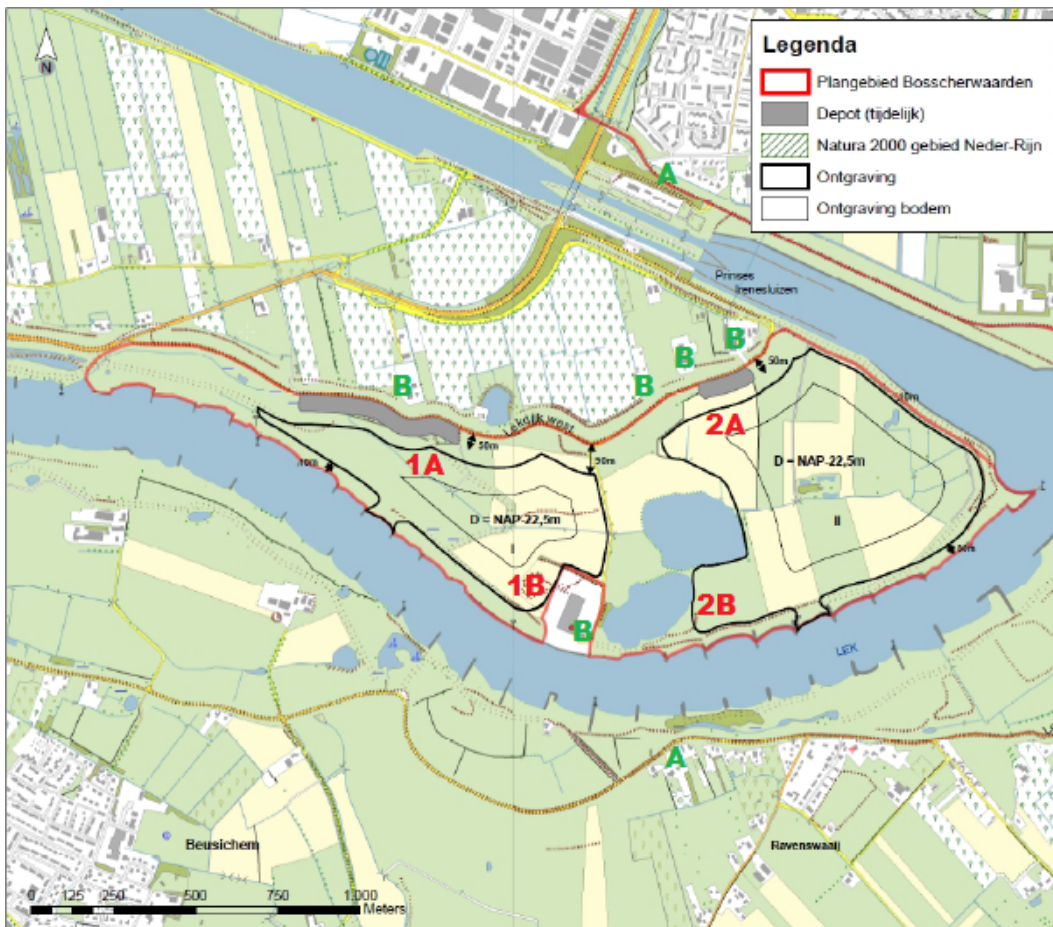 N
Legenda
Plangebied Bosscherwaarden
Depot (tijdelijk)
Natura 2000 gebied Neder-Rijn
Ontgraving
Ontgraving bodem
A
Prinses
Irenesluizen
B
B
B
B
50m
10m
Lekdijk west
2A
50m
50m
1A
10m
D = NAP-22,5m
D = NAP-22,5m
II
I
1B
2B
B
LEK
A
Beusichem
Ravenswaaij
0 125 250 500 750 1.000
Meters